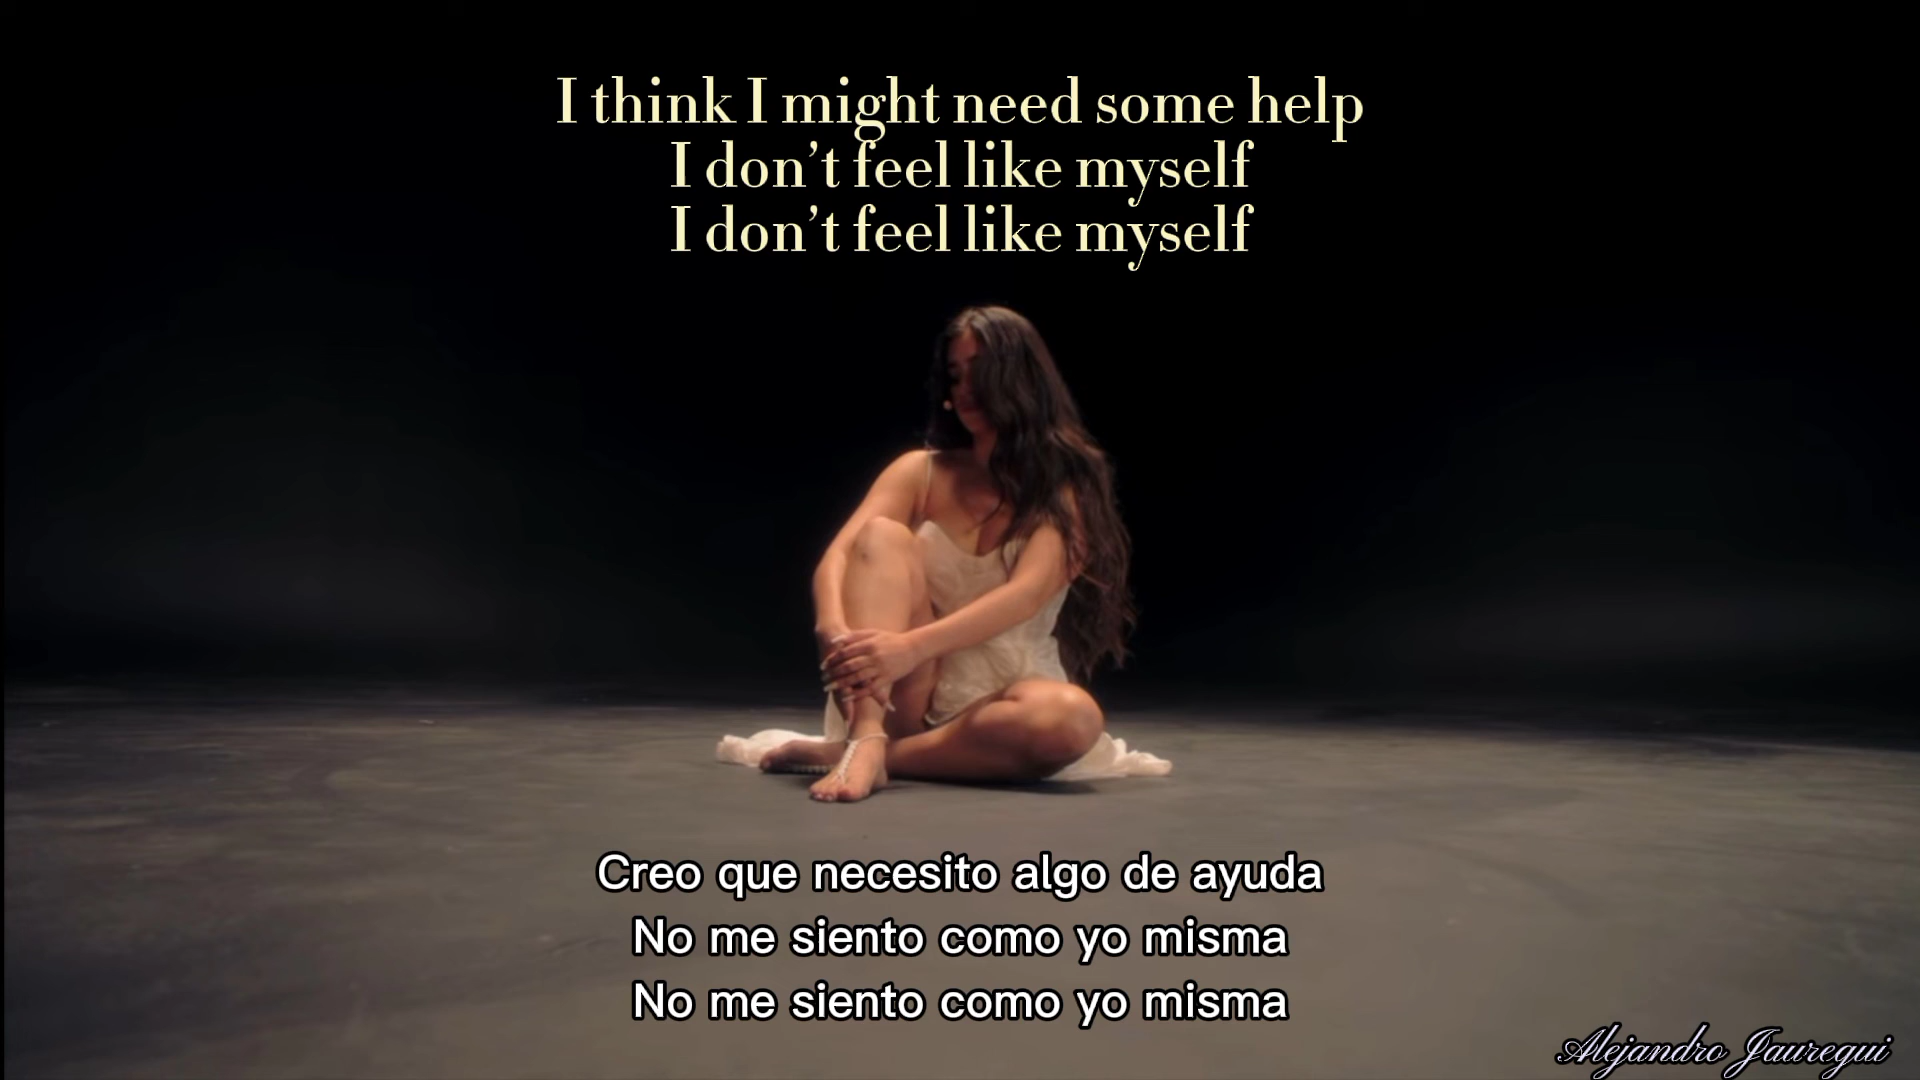 I think I might need some help
I don’t feel like myself
I don’t feel like myself
Creo que necesito algo de ayuda
No me siento como yo misma
No me siento como yo misma
Alejandro Jauregui